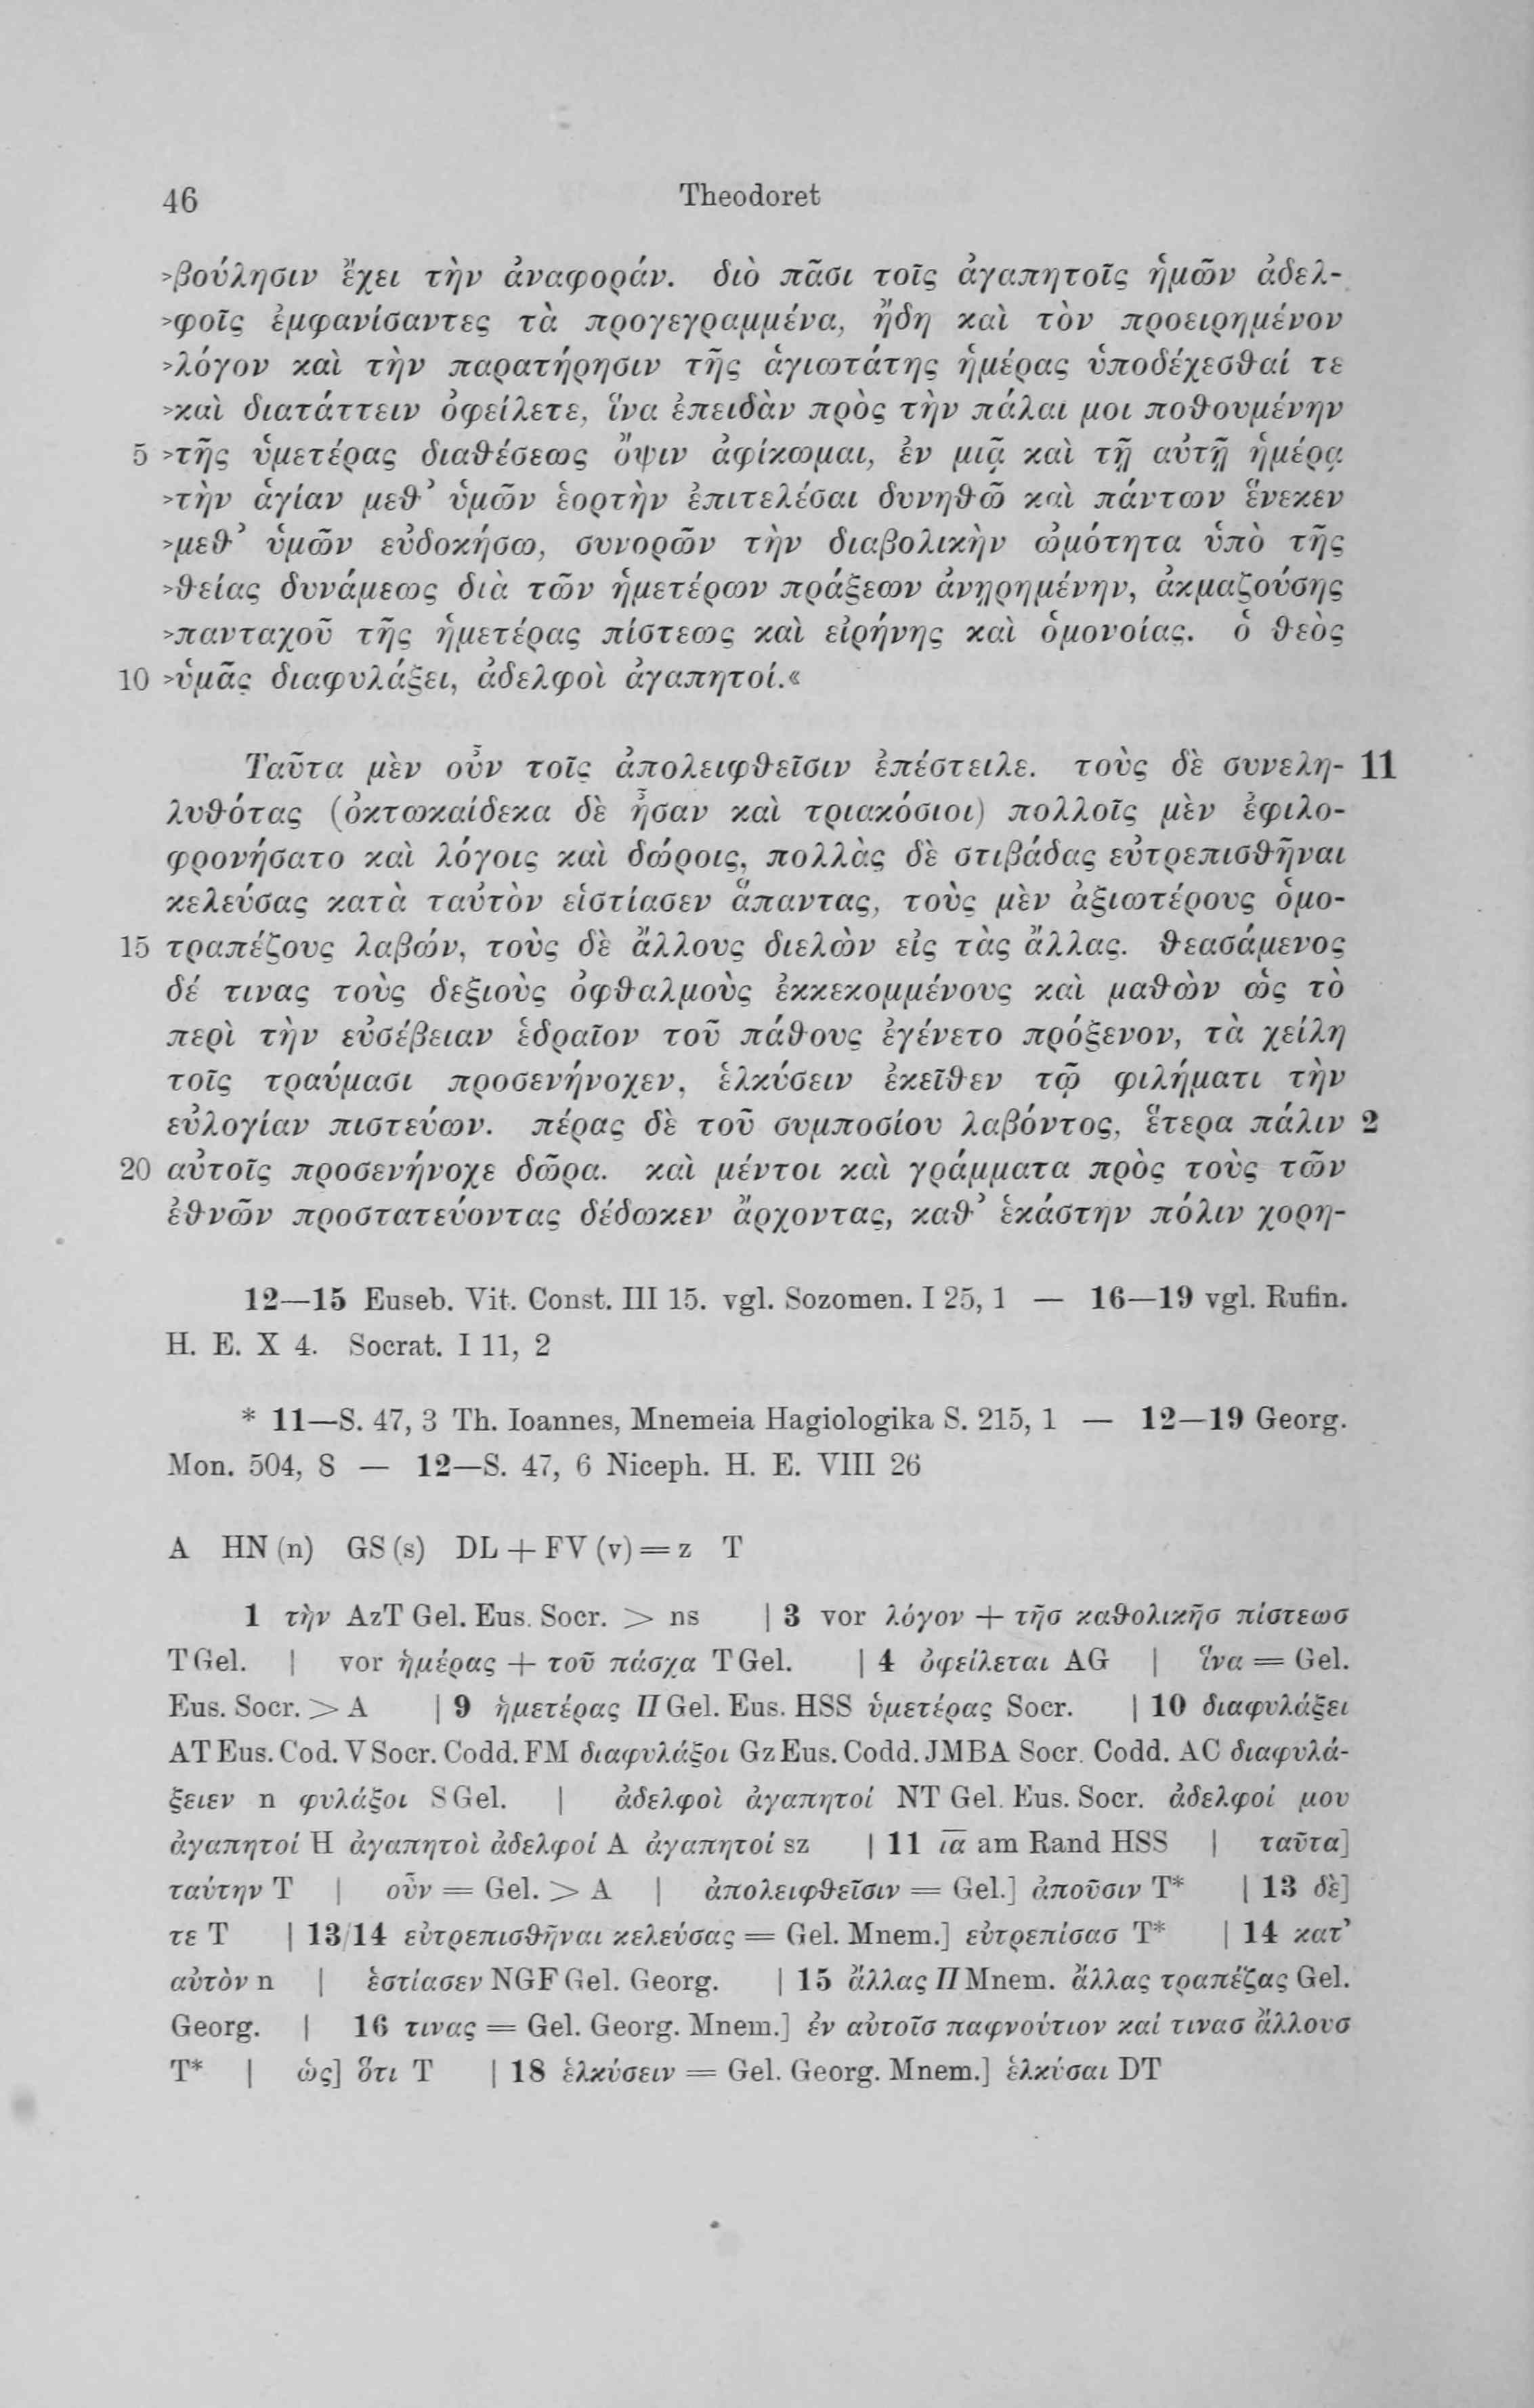 46 Theodoret
>βούλησιν ἔχει τὴν ἀναφοράν. διὸ πᾶσι τοῖς ἀγαπητοῖς ἡμῶν ἀδελ-
>φοῖς ἐμφανίσαντες τὰ προγεγραμμένα, ἤδη καὶ τὸν προειρημένον
>λόγον καὶ τὴν παρατήρησιν τῆς ἁγιωτάτης ἡμέρας ὑποδέχεσθαί τε
>καὶ διατάττειν ὀφείλετε, ἵνα ἐπειδὰν πρὸς τὴν πάλαι μοι ποθουμένην
5 >τῆς ὑμετέρας διαθέσεως ὄψιν ἀφίκωμαι, ἐν μιᾷ καὶ τῇ αὐτῇ ἡμέρᾳ
>τὴν ἁγίαν μεθ’ ὑμῶν ἑορτὴν ἐπιτελέσαι δυνηθῶ καὶ πάντων ἕνεκεν
>μεθ’ ὑμῶν εὐδοκήσω, συνορῶν τὴν διαβολικὴν ὠμότητα ὑπὸ τῆς
>θείας δυνάμεως διὰ τῶν ἡμετέρων πράξεων ἀνῃρημένην, ἀκμαζούσης
>πανταχοῦ τῆς ἡμετέρας πίστεως καὶ εἰρήνης καὶ ὁμονοίας. ὁ θεὸς
10 >ὑμᾶς διαφυλάξει, ἀδελφοὶ ἀγαπητοί.«
Ταῦτα μὲν οὖν τοῖς ἀπολειφθεῖσιν ἐπέστειλε. τοὺς δὲ συνελη- 11
λυθότας (ὀκτωκαίδεκα δὲ ἦσαν καὶ τριακόσιοι) πολλοῖς μὲν ἐφιλο-
φρονήσατο καὶ λόγοις καὶ δώροις, πολλὰς δὲ στιβάδας εὐτρεπισθῆναι
κελεύσας κατὰ ταὐτὸν εἱστίασεν ἅπαντας, τοὺς μὲν ἀξιωτέρους ὁμο-
15 τραπέζους λαβών, τοὺς δὲ ἄλλους διελὼν εἰς τὰς ἄλλας. θεασάμενος
δέ τινας τοὺς δεξιοὺς ὀφθαλμοὺς ἐκκεκομμένους καὶ μαθὼν ὡς τὸ
περὶ τὴν εὐσέβειαν ἑδραῖον τοῦ πάθους ἐγένετο πρόξενον, τὰ χείλη
τοῖς τραύμασι προσενήνοχεν, ἑλκύσειν ἐκεῖθεν τῷ φιλήματι τὴν
εὐλογίαν πιστεύων. πέρας δὲ τοῦ συμποσίου λαβόντος, ἕτερα πάλιν 2
20 αὐτοῖς προσενήνοχε δῶρα. καὶ μέντοι καὶ γράμματα πρὸς τοὺς τῶν
ἐθνῶν προστατεύοντας δέδωκεν ἄρχοντας, καθ’ ἑκάστην πόλιν χορη-
12—15 Euseb. Vit. Const. III 15. vgl. Sozomen. I 25, 1 — 16—19 vgl. Rufin.
H. E. X 4. Socrat. I 11, 2
* 11—S. 47, 3 Th. Ioannes, Mnemeia Hagiologika S. 215, 1 — 12—19 Georg.
Mon. 504, 8 — 12—S. 47, 6 Niceph. H. E. VIII 26
A HN (n) GS (s) DL + FV (v) = z T
1 τὴν AzT Gel. Eus. Socr. > ns | 3 vor λόγον + τῆσ καθολικῆσ πίστεωσ
T Gel. | vor ἡμέρας + τοῦ πάσχα T Gel. | 4 ὀφείλεται AG | ἵνα = Gel.
Eus. Socr. > A | 9 ἡμετέρας Π Gel. Eus. HSS ὑμετέρας Socr. | 10 διαφυλάξει
AT Eus. Cod. V Socr. Codd. FM διαφυλάξοι Gz Eus. Codd. JMBA Socr. Codd. AC διαφυλά-
ξειεν n φυλάξοι S Gel. | ἀδελφοὶ ἀγαπητοί NT Gel. Eus. Socr. ἀδελφοί μου
ἀγαπητοί H ἀγαπητοὶ ἀδελφοί A ἀγαπητοί sz | 11 ι̅α̅ am Rand HSS | ταῦτα]
ταύτην T | οὖν = Gel. > A | ἀπολειφθεῖσιν = Gel.] ἀποῦσιν T* | 13 δὲ]
τε T | 13/14 εὐτρεπισθῆναι κελεύσας = Gel. Mnem.] εὐτρεπίσασ T* | 14 κατ’
αὐτὸν n | ἑστίασεν NGF Gel. Georg. | 15 ἄλλας Π Mnem. ἄλλας τραπέζας Gel.
Georg. | 16 τινας = Gel. Georg. Mnem.] ἐν αὐτοῖσ παφνούτιον καί τινασ ἄλλουσ
T* | ὡς] ὅτι T | 18 ἑλκύσειν = Gel. Georg. Mnem.] ἑλκύσαι DT